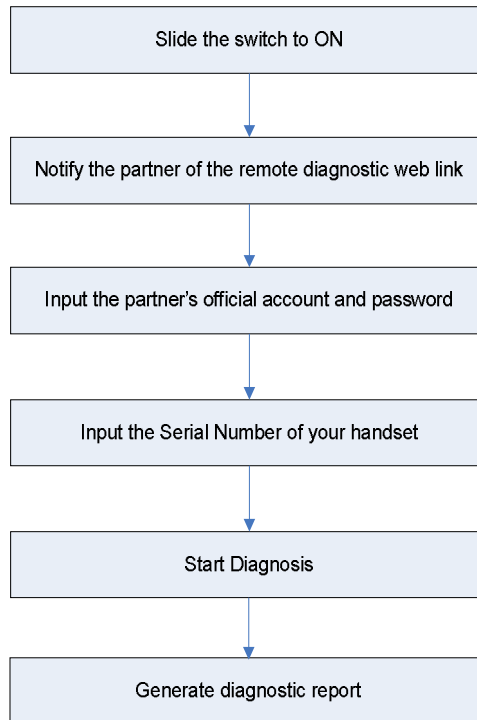 Slide the switch to ON
Notify the partner of the remote diagnostic web link
Input the partner's official account and password
Input the Serial Number of your handset
Start Diagnosis
Generate diagnostic report